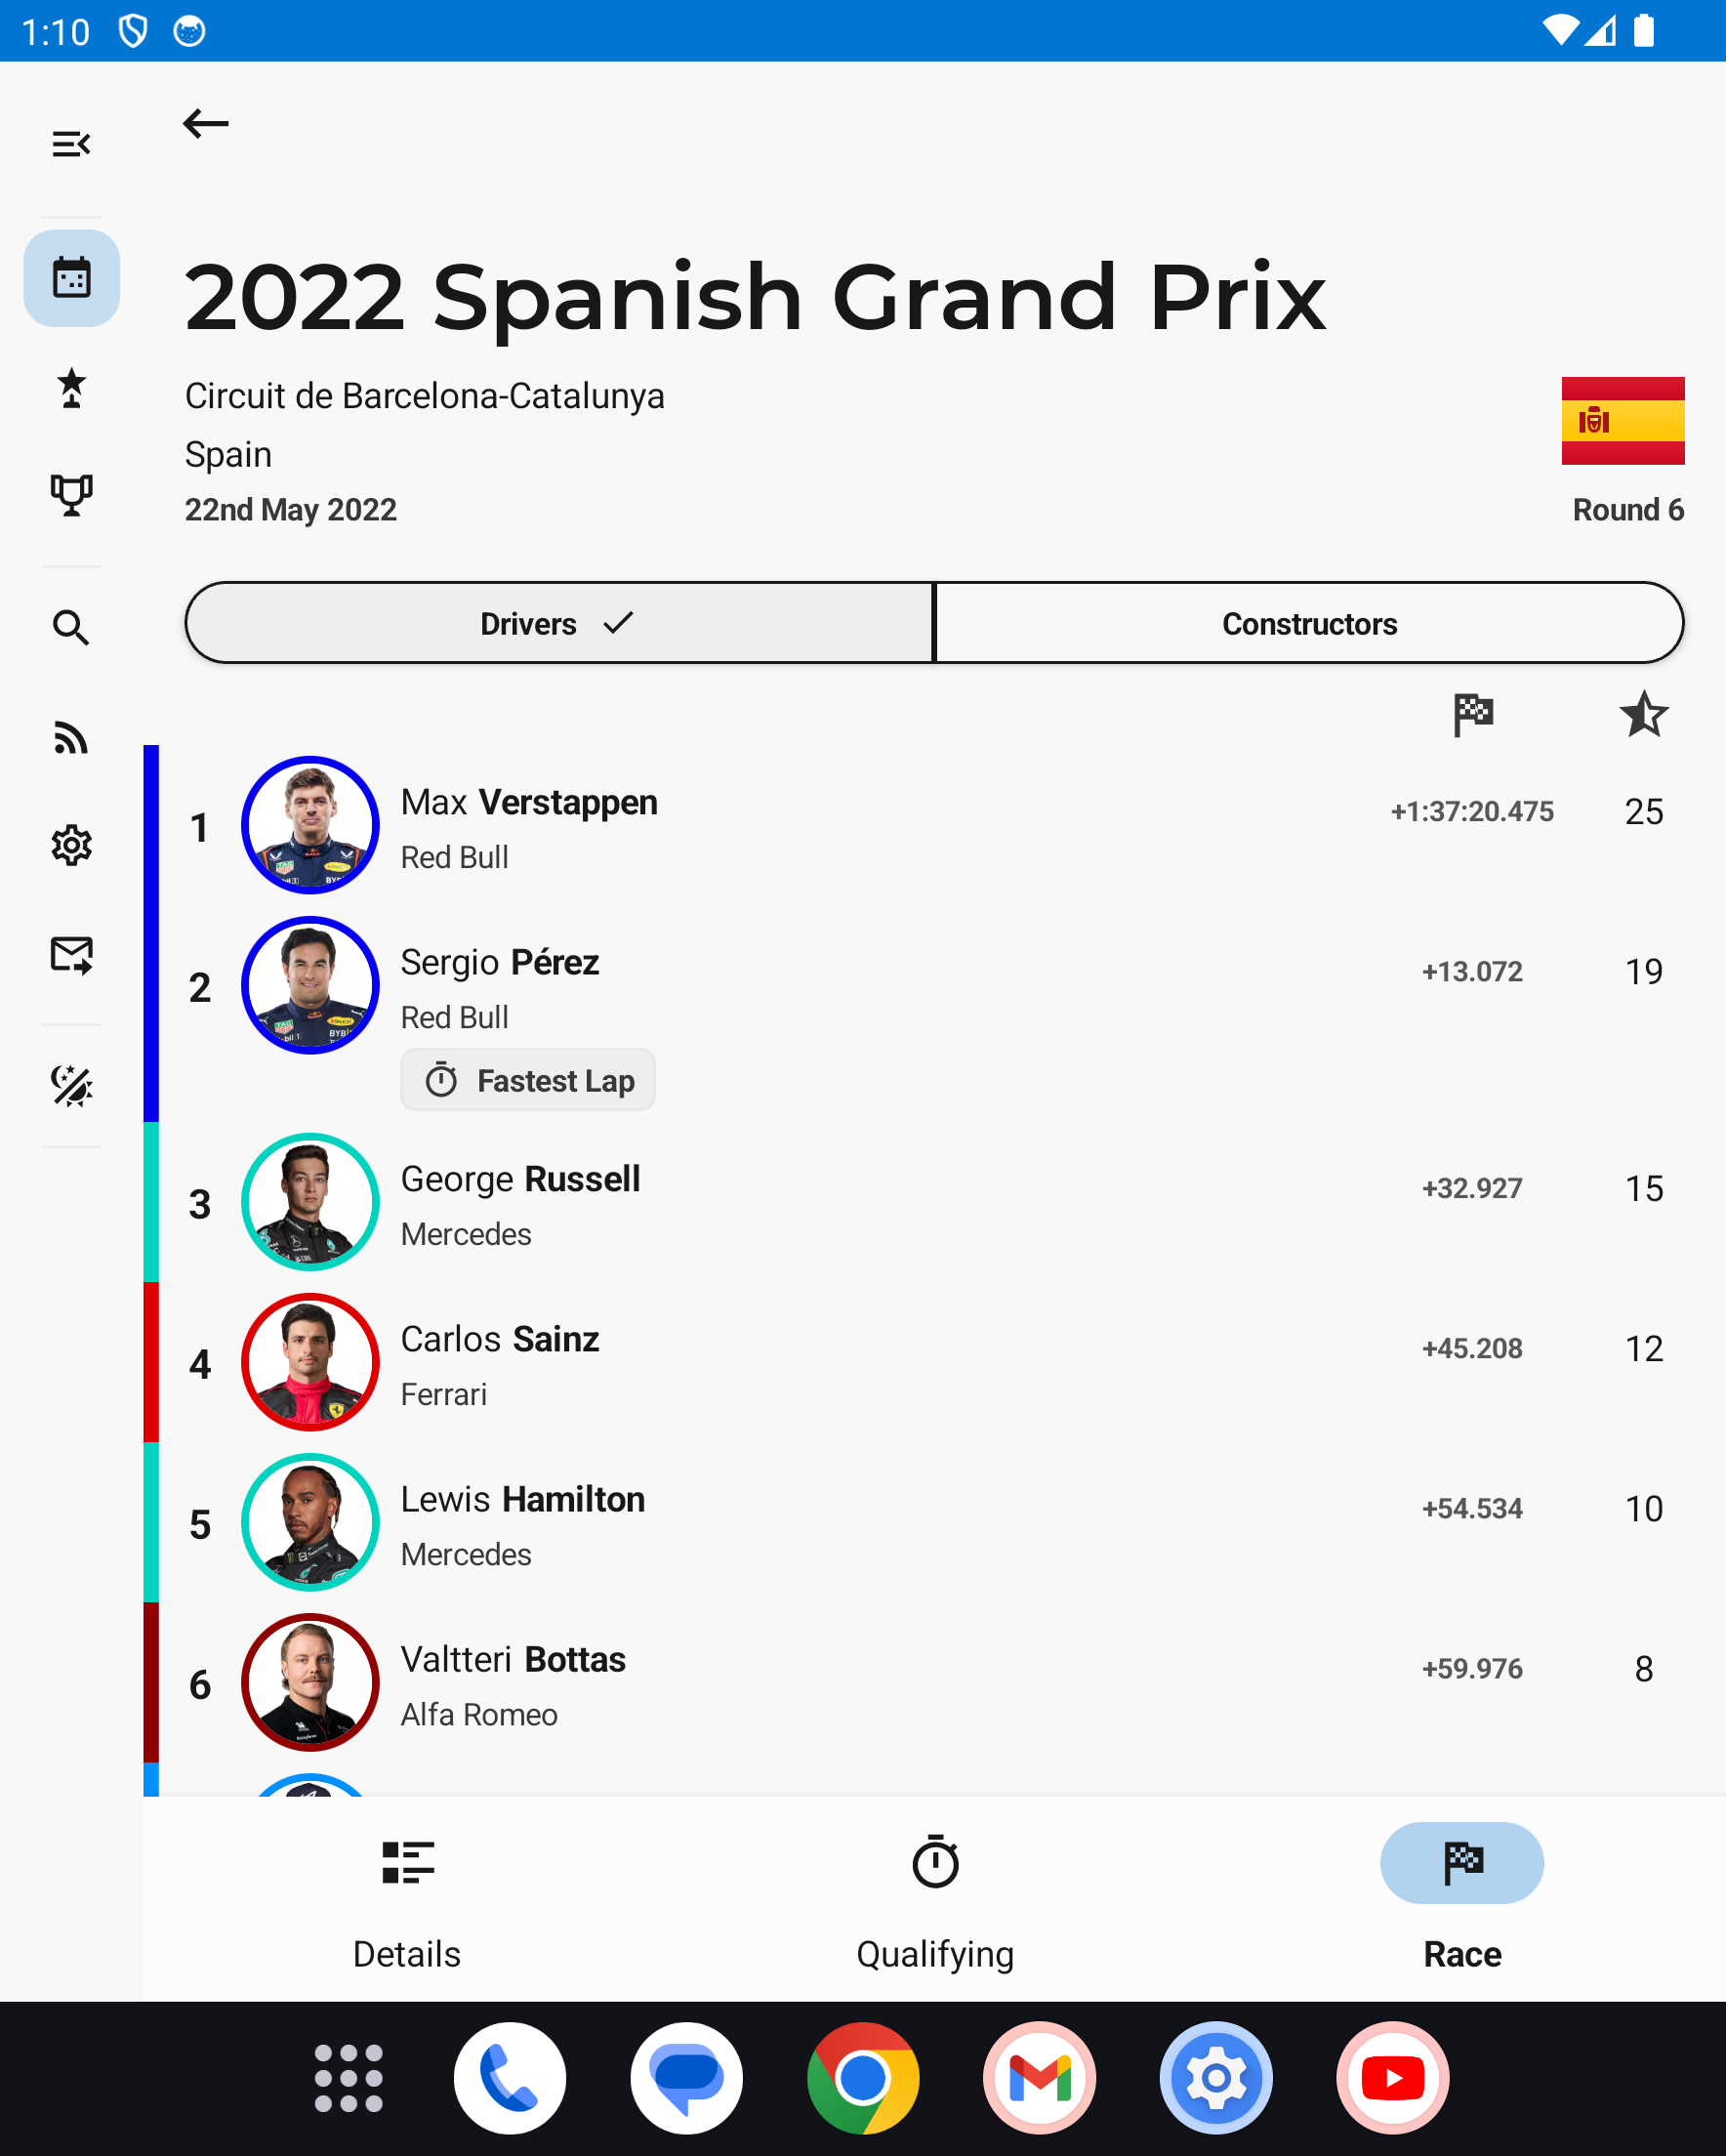 1:10
2022 Spanish Grand Prix
Circuit de Barcelona-Catalunya
Spain
22nd May 2022
Round 6
Drivers
Constructors
1
Max Verstappen
Red Bull
+1:37:20.475
25
2
Sergio Pérez
Red Bull
Fastest Lap
+13.072
19
3
George Russell
Mercedes
+32.927
15
4
Carlos Sainz
Ferrari
+45.208
12
5
Lewis Hamilton
Mercedes
+54.534
10
6
Valtteri Bottas
Alfa Romeo
+59.976
8
Details
Qualifying
Race